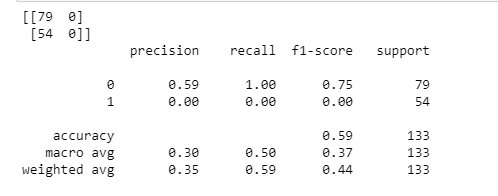 [[79 0]
[54 0]]
precision recall f1-score support
0 0.59 1.00 0.75 79
1 0.00 0.00 0.00 54
accuracy 0.59 133
macro avg 0.30 0.50 0.37 133
weighted avg 0.35 0.59 0.44 133